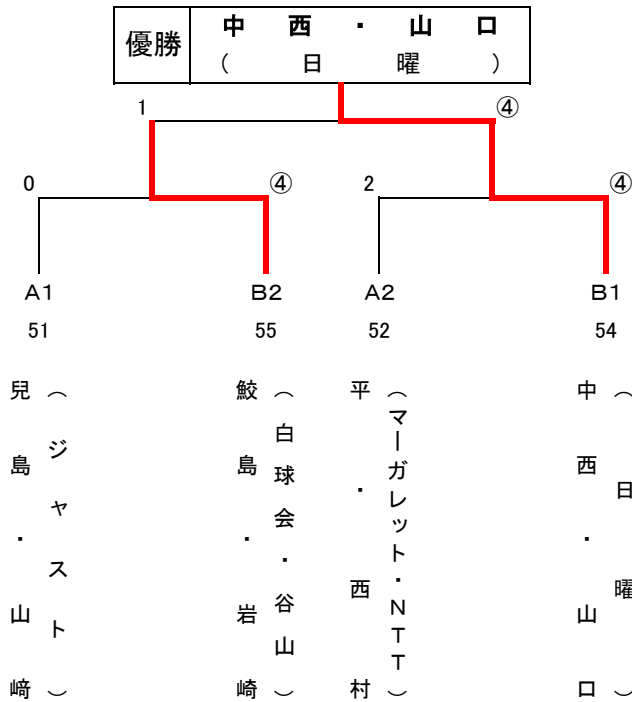 優勝
中西・山口
(日曜)
1 ④
0 ④ 2 ④
A1 B2 A2 B1
51 55 52 54
兒島・山﨑
(ジャスト)
鮫島・岩崎
(白球会・谷山)
平・西村
(マーガレット・NTT)
中西・山口
(日曜)